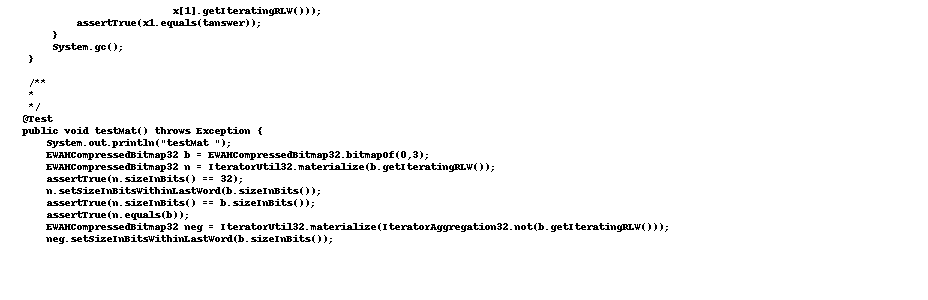 x[1].getIteratingRLW()));
assertTrue(x1.equals(tanswer));
}
System.gc();
}
/**
*
*/
@Test
public void testMat() throws Exception {
System.out.println("testMat ");
EWAHCompressedBitmap32 b = EWAHCompressedBitmap32.bitmapOf(0,3);
EWAHCompressedBitmap32 n = IteratorUtil32.materialize(b.getIteratingRLW());
assertTrue(n.sizeInBits() == 32);
n.setSizeInBitsWithinLastWord(b.sizeInBits());
assertTrue(n.sizeInBits() == b.sizeInBits());
assertTrue(n.equals(b));
EWAHCompressedBitmap32 neg = IteratorUtil32.materialize(IteratorAggregation32.not(b.getIteratingRLW()));
neg.setSizeInBitsWithinLastWord(b.sizeInBits());